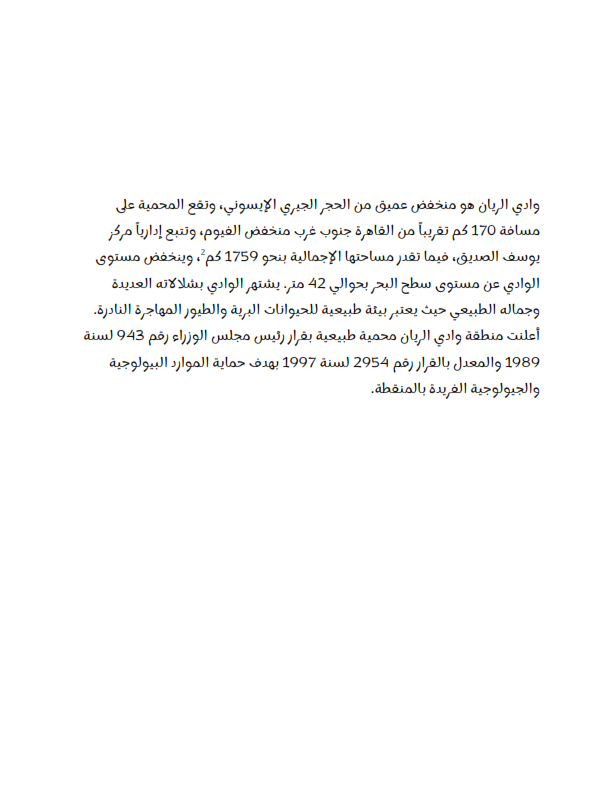 وادي الريان هو منخفض عميق من الحجر الجيري الإيسوني، وتقع المحمية على
مسافة 170 كم تقريباً من القاهرة جنوب غرب منخفض الفيوم، وتتبع إدارياً مركز
يوسف الصديق، فيما تقدر مساحتها الإجمالية بنحو 1759 كم²، وينخفض مستوى
الوادي عن مستوى سطح البحر بحوالي 42 متر. يشتهر الوادي بشلالاته العديدة
وجماله الطبيعي حيث يعتبر بيئة طبيعية للحيوانات البرية والطيور المهاجرة النادرة.
أعلنت منطقة وادي الريان محمية طبيعية بقرار رئيس مجلس الوزراء رقم 943 لسنة
1989 والمعدل بالقرار رقم 2954 لسنة 1997 بهدف حماية الموارد البيولوجية
والجيولوجية الفريدة بالمنقطة.